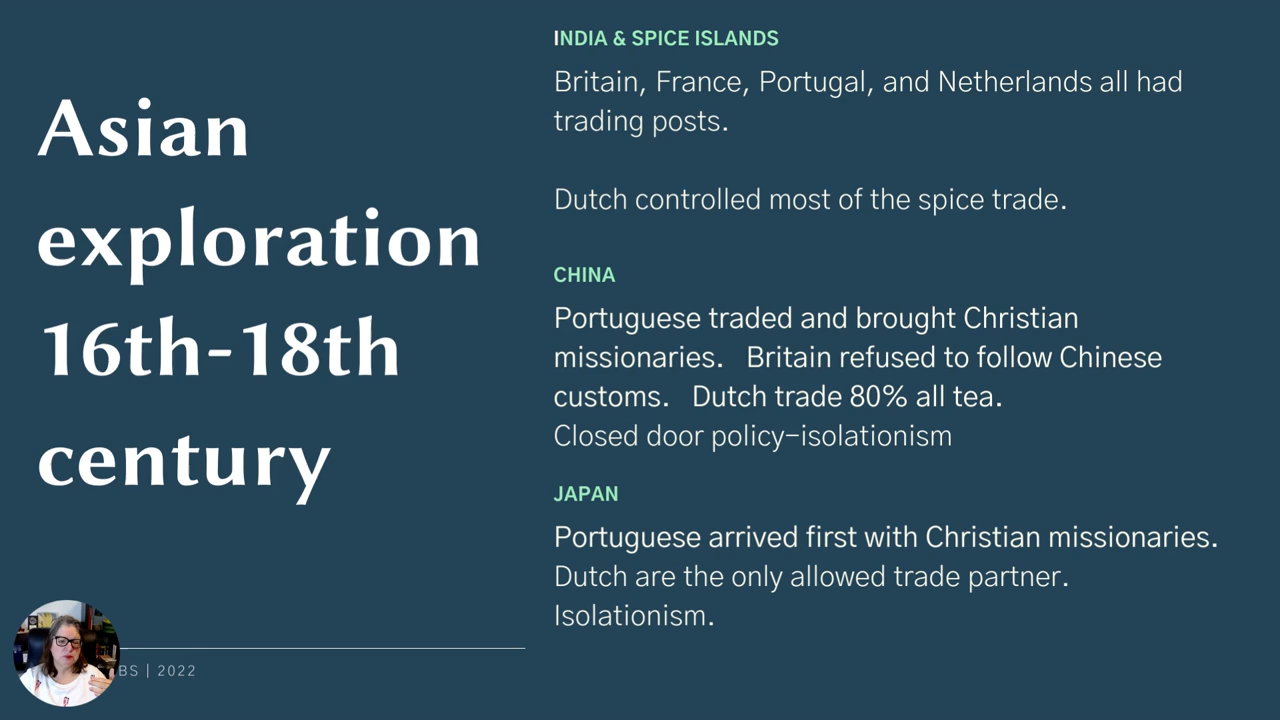 Asian
exploration
16th-18th
century
INDIA & SPICE ISLANDS
Britain, France, Portugal, and Netherlands all had
trading posts.
Dutch controlled most of the spice trade.
CHINA
Portuguese traded and brought Christian
missionaries. Britain refused to follow Chinese
customs. Dutch trade 80% all tea.
Closed door policy–isolationism
JAPAN
Portuguese arrived first with Christian missionaries.
Dutch are the only allowed trade partner.
Isolationism.
BS | 2022